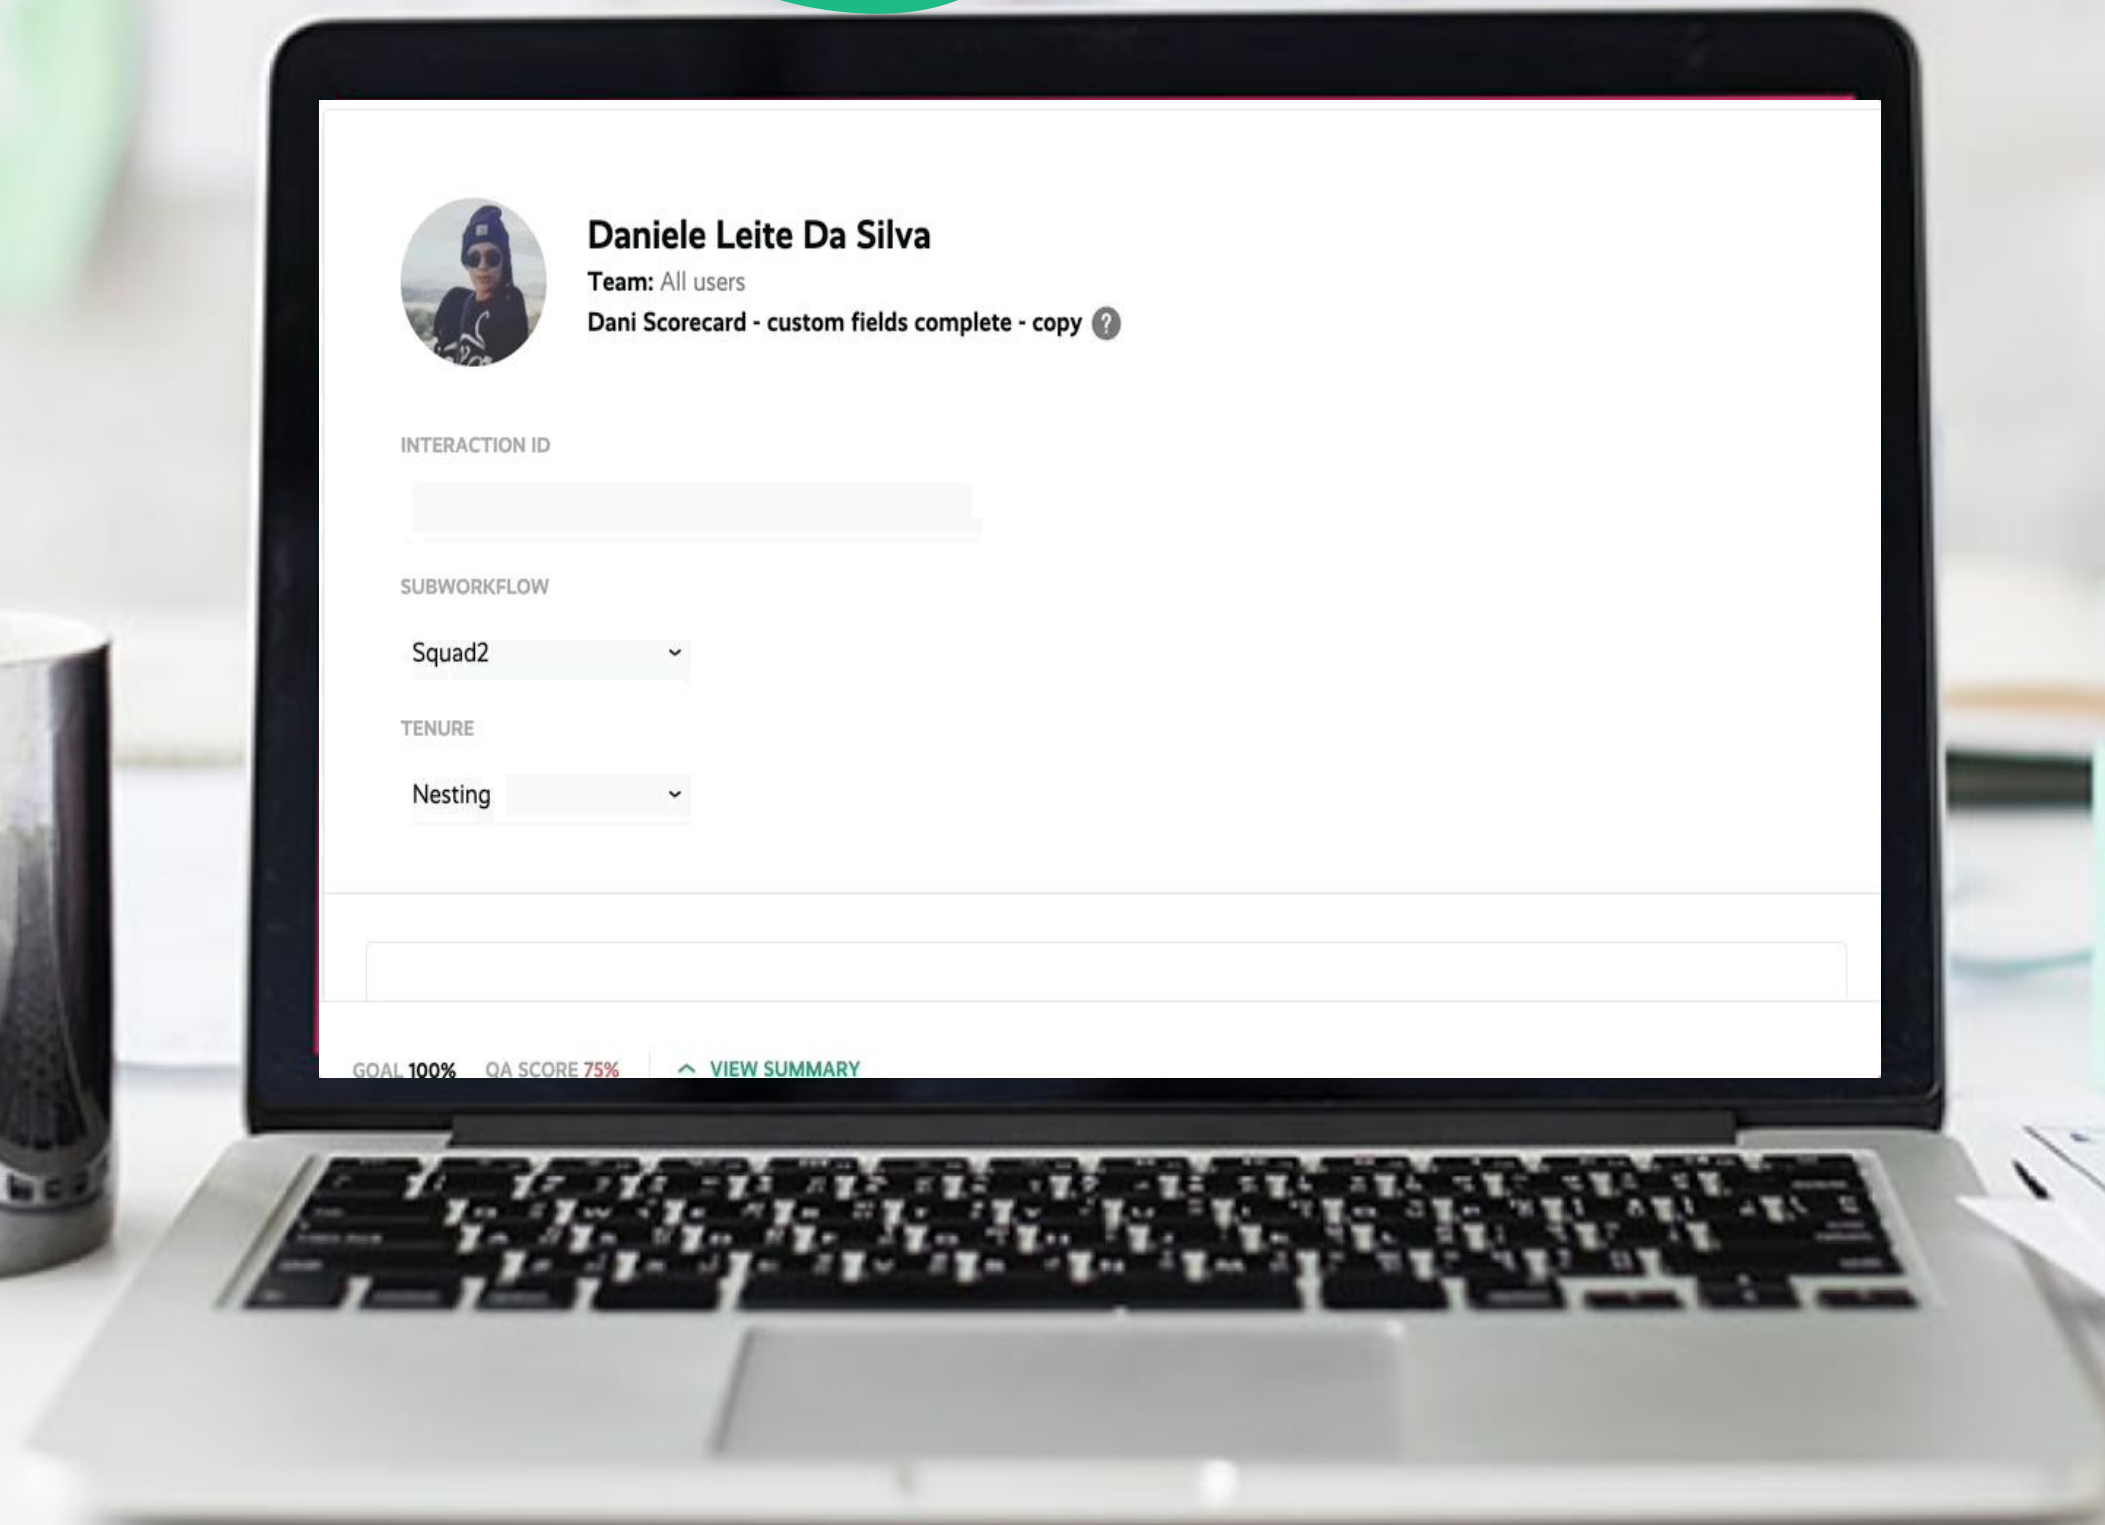 Daniele Leite Da Silva
Team: All users
Dani Scorecard - custom fields complete - copy ?
INTERACTION ID
SUBWORKFLOW
Squad2
TENURE
Nesting
GOAL 100% QA SCORE 75% VIEW SUMMARY